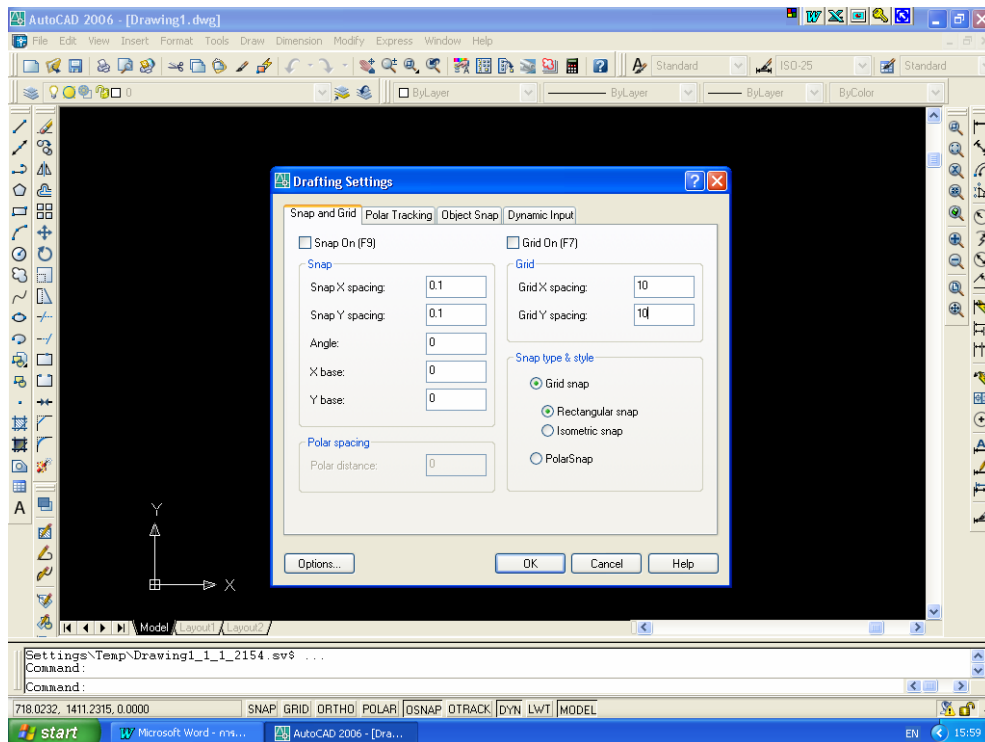 AutoCAD 2006 - [Drawing1.dwg]
File Edit View Insert Format Tools Draw Dimension Modify Express Window Help
Standard ISO-25 Standard
0 ByLayer ByLayer ByLayer ByColor
Drafting Settings
Snap and Grid Polar Tracking Object Snap Dynamic Input
Snap On (F9) Grid On (F7)
Snap Grid
Snap X spacing: 0.1 Grid X spacing: 10
Snap Y spacing: 0.1 Grid Y spacing: 10
Angle: 0
Snap type & style
X base: 0
Grid snap
Y base: 0
Rectangular snap
Isometric snap
Polar spacing
PolarSnap
Polar distance: 0
A
Y
Options... OK Cancel Help
X
Model Layout1 Layout2
Settings\Temp\Drawing1_1_1_2154.sv$ ...
Command:
Command:
718.0232, 1411.2315, 0.0000 SNAP GRID ORTHO POLAR OSNAP OTRACK DYN LWT MODEL
start Microsoft Word - การ... AutoCAD 2006 - [Dra... EN 15:59